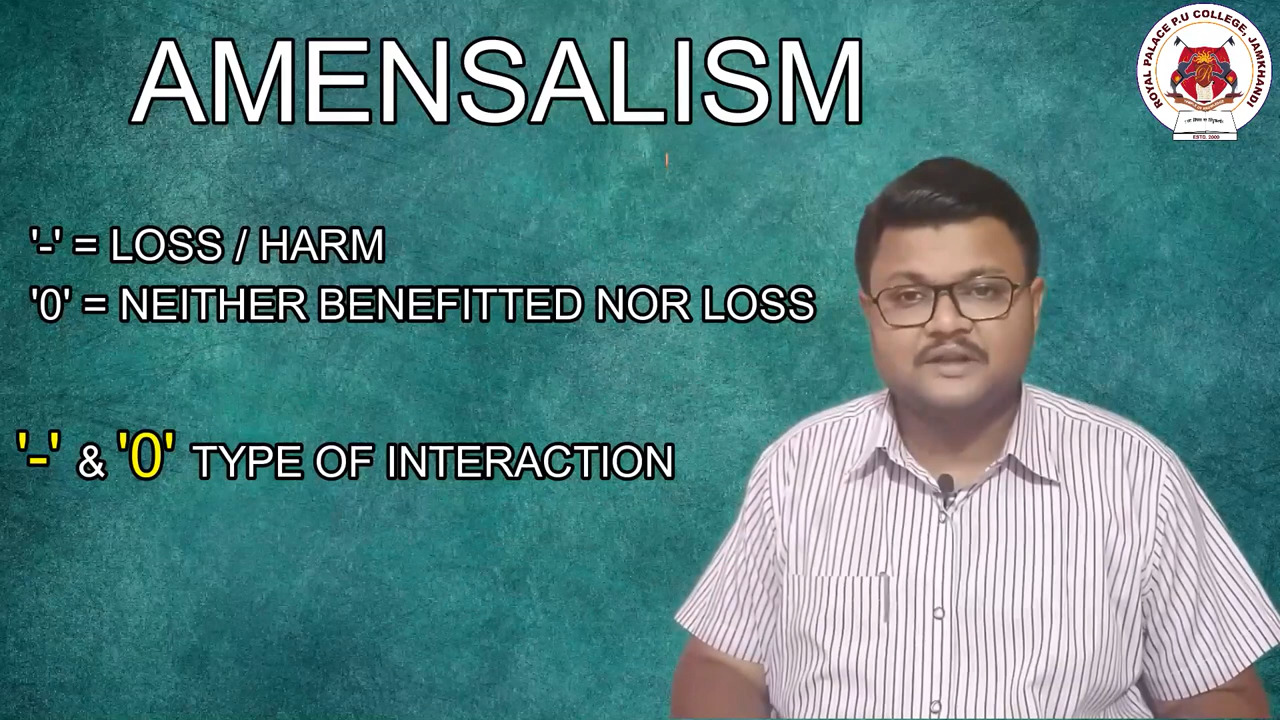 AMENSALISM
'-' = LOSS / HARM
'0' = NEITHER BENEFITTED NOR LOSS
'-' & '0' TYPE OF INTERACTION
ROYAL PALACE P.U COLLEGE, JAMKHANDI
ESTD. 2000